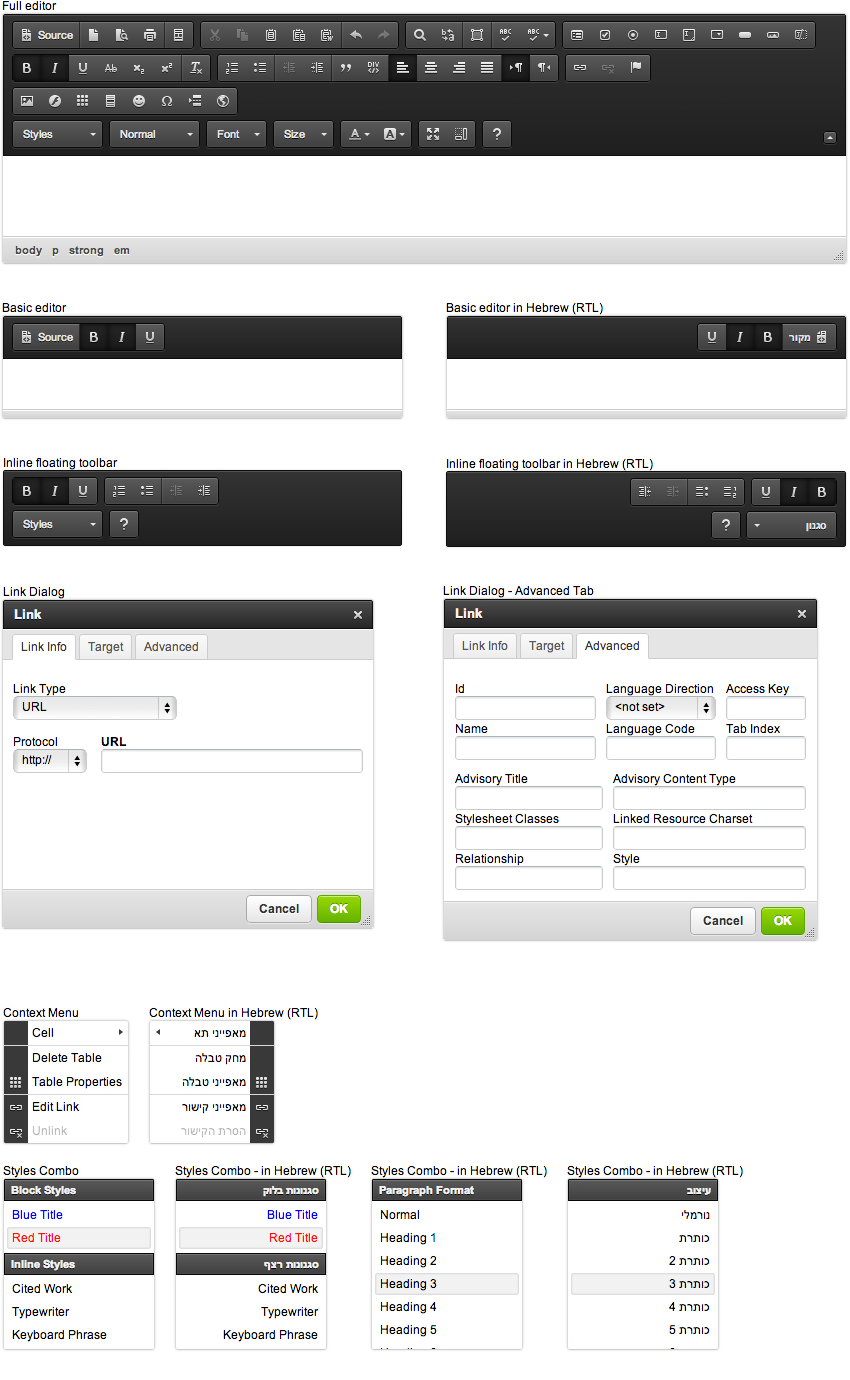 Full editor
Source ABC ABC
B I U Ab x₂ x² Tx DIV
Ω
Styles Normal Font Size A A ?
body p strong em
Basic editor
Source B I U
Basic editor in Hebrew (RTL)
U I B מקור
Inline floating toolbar
B I U
Styles ?
Inline floating toolbar in Hebrew (RTL)
U I B
? סגנון
Link Dialog
Link ×
Link Info Target Advanced
Link Type
URL
Protocol URL
http://
Cancel OK
Link Dialog - Advanced Tab
Link ×
Link Info Target Advanced
Id Language Direction Access Key
<not set>
Name Language Code Tab Index
Advisory Title Advisory Content Type
Stylesheet Classes Linked Resource Charset
Relationship Style
Cancel OK
Context Menu
Cell
Delete Table
Table Properties
Edit Link
Unlink
Context Menu in Hebrew (RTL)
מאפייני תא
מחק טבלה
מאפייני טבלה
מאפייני קישור
הסרת הקישור
Styles Combo
Block Styles
Blue Title
Red Title
Inline Styles
Cited Work
Typewriter
Keyboard Phrase
Styles Combo - in Hebrew (RTL)
סגנונות בלוק
Blue Title
Red Title
סגנונות רצף
Cited Work
Typewriter
Keyboard Phrase
Styles Combo - in Hebrew (RTL)
Paragraph Format
Normal
Heading 1
Heading 2
Heading 3
Heading 4
Heading 5
Styles Combo - in Hebrew (RTL)
עיצוב
נורמלי
כותרת
כותרת 2
כותרת 3
כותרת 4
כותרת 5